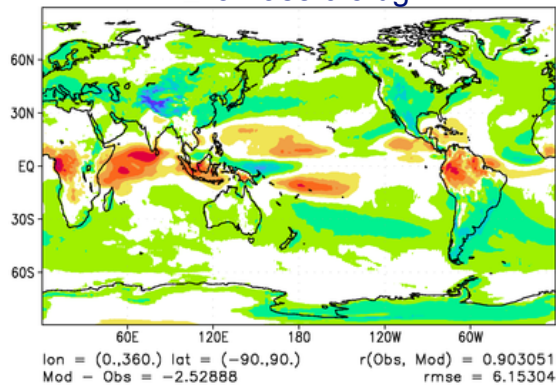 60N
30N
EQ
30S
60S
60E 120E 180 120W 60W
lon = (0.,360.) lat = (-90.,90.) r(Obs, Mod) = 0.903051
Mod - Obs = -2.52888 rmse = 6.15304